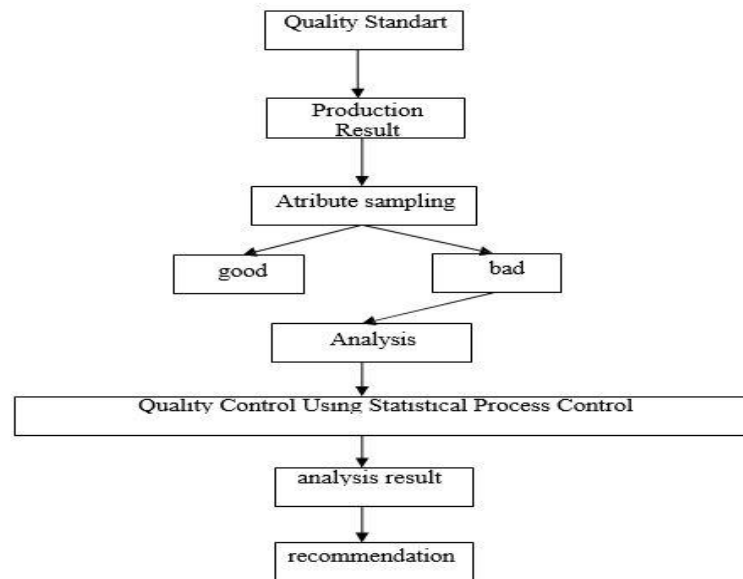 Quality Standart
Production
Result
Atribute sampling
good
bad
Analysis
Quality Control Using Statistical Process Control
analysis result
recommendation